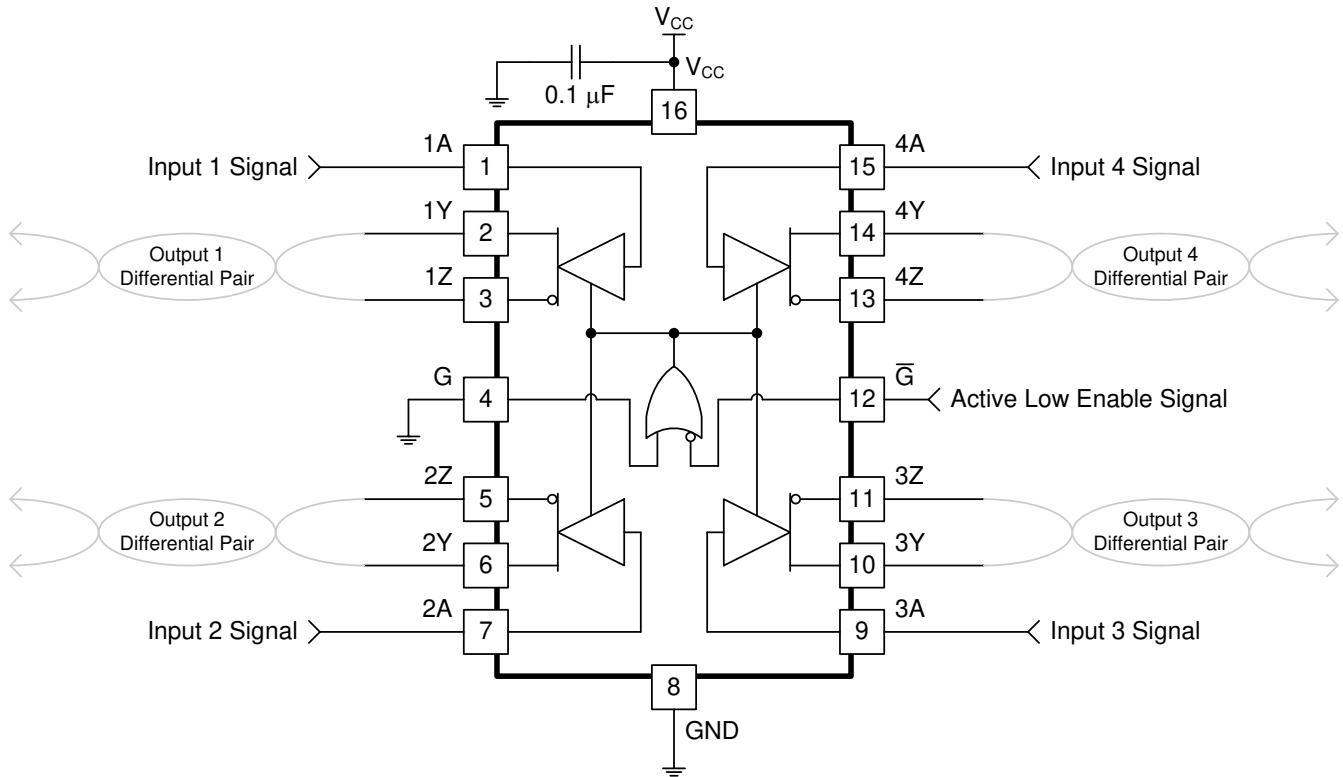 VCC
VCC
0.1 μF
16
1A
4A
Input 1 Signal
1
15
Input 4 Signal
1Y
4Y
2
14
Output 1
Differential Pair
Output 4
Differential Pair
1Z
4Z
3
13
G
G̅
4
12
Active Low Enable Signal
2Z
3Z
5
11
Output 2
Differential Pair
Output 3
Differential Pair
2Y
3Y
6
10
2A
3A
Input 2 Signal
7
9
Input 3 Signal
8
GND